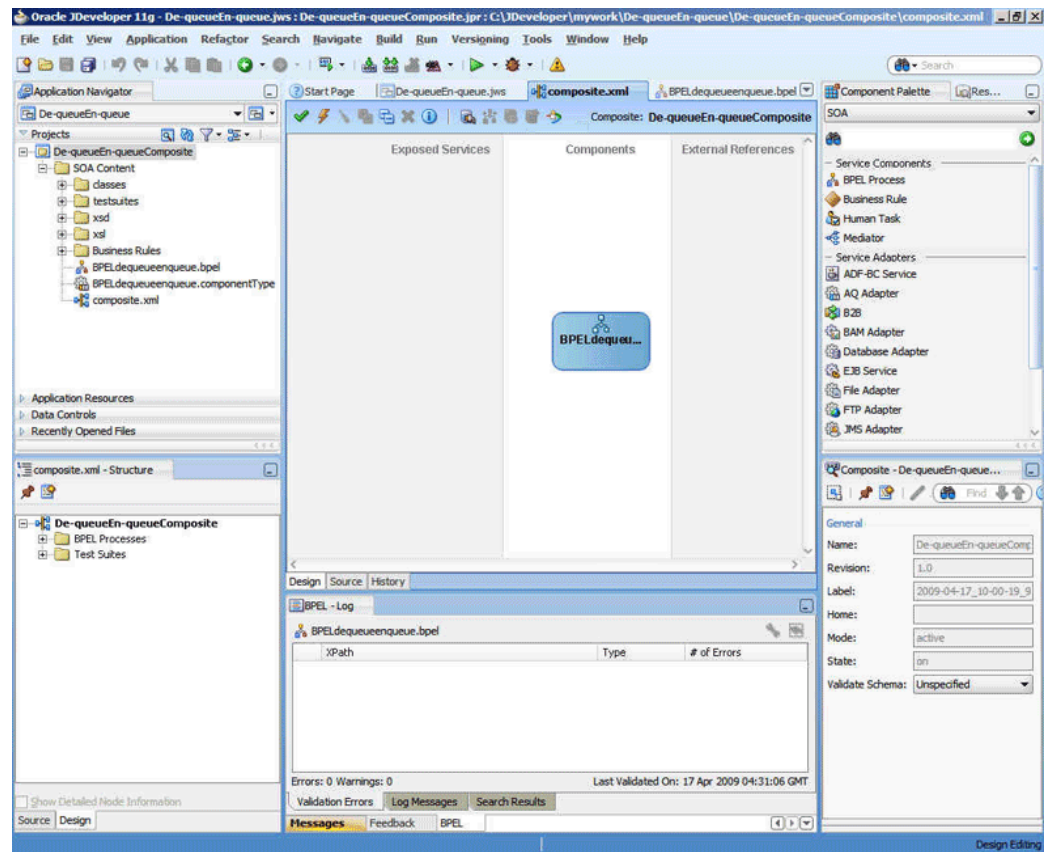 Oracle JDeveloper 11g - De-queueEn-queue.jws : De-queueEn-queueComposite.jpr : C:\JDeveloper\mywork\De-queueEn-queue\De-queueEn-queueComposite\composite.xml
File Edit View Application Refactor Search Navigate Build Run Versioning Tools Window Help
Search
Application Navigator
De-queueEn-queue
Projects
De-queueEn-queueComposite
SOA Content
classes
testsuites
xsd
xsl
Business Rules
BPELdequeueenqueue.bpel
BPELdequeueenqueue.componentType
composite.xml
Application Resources
Data Controls
Recently Opened Files
composite.xml - Structure
De-queueEn-queueComposite
BPEL Processes
Test Suites
Show Detailed Node Information
Source Design
Start Page De-queueEn-queue.jws composite.xml BPELdequeueenqueue.bpel
Composite: De-queueEn-queueComposite
Exposed Services Components External References
BPELdequeu...
Design Source History
BPEL - Log
BPELdequeueenqueue.bpel
XPath Type # of Errors
Errors: 0 Warnings: 0 Last Validated On: 17 Apr 2009 04:31:06 GMT
Validation Errors Log Messages Search Results
Messages Feedback BPEL
Component Palette Res...
SOA
Service Components
BPEL Process
Business Rule
Human Task
Mediator
Service Adapters
ADF-BC Service
AQ Adapter
B2B
BAM Adapter
Database Adapter
EJB Service
File Adapter
FTP Adapter
JMS Adapter
Composite - De-queueEn-queue...
Find
General
Name: De-queueEn-queueComp
Revision: 1.0
Label: 2009-04-17_10-00-19_9
Home:
Mode: active
State: on
Validate Schema: Unspecified
Design Editing